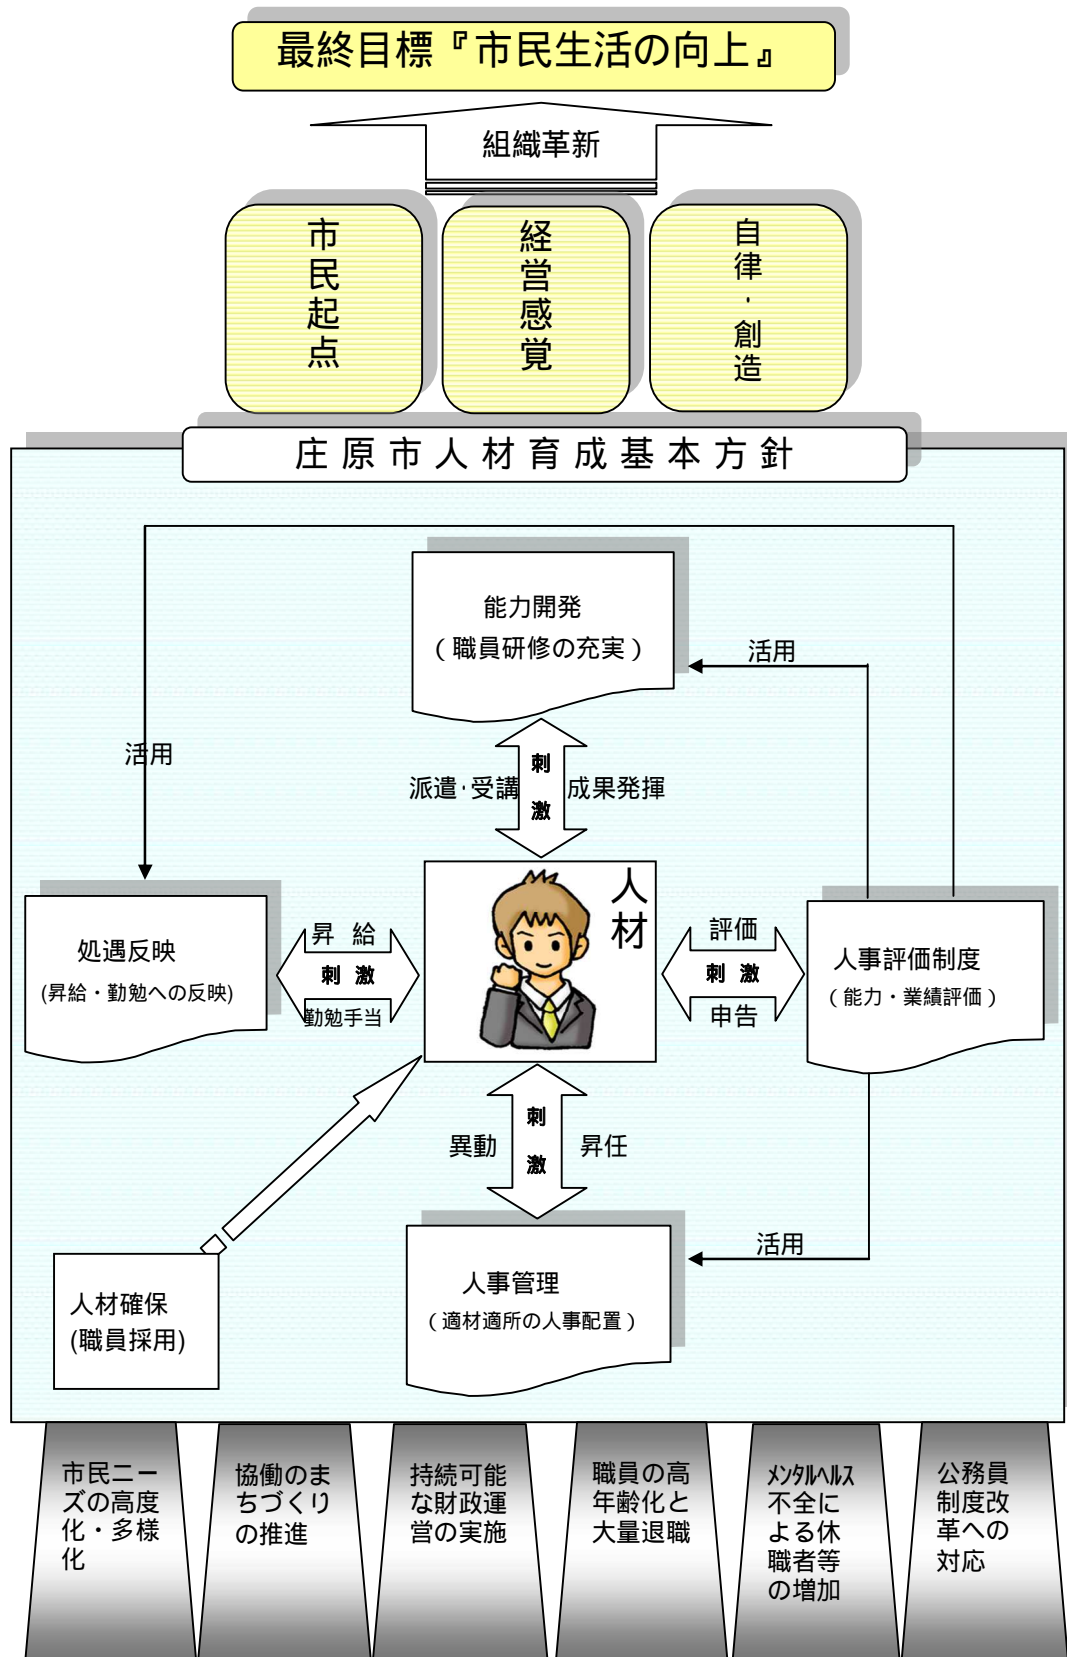 最終目標『市民生活の向上』
組織革新
市民起点
経営感覚
自律・創造
庄原市人材育成基本方針
能力開発
（職員研修の充実）
活用
活用
派遣・受講
刺激
成果発揮
人材
処遇反映
(昇給・勤勉への反映)
昇給
刺激
勤勉手当
評価
刺激
申告
人事評価制度
（能力・業績評価）
異動
刺激
昇任
活用
人事管理
（適材適所の人事配置）
人材確保
(職員採用)
市民ニー
ズの高度
化・多様
化
協働のま
ちづくり
の推進
持続可能
な財政運
営の実施
職員の高
年齢化と
大量退職
ﾒﾝﾀﾙﾍﾙｽ
不全に
よる休
職者等
の増加
公務員
制度改
革への
対応